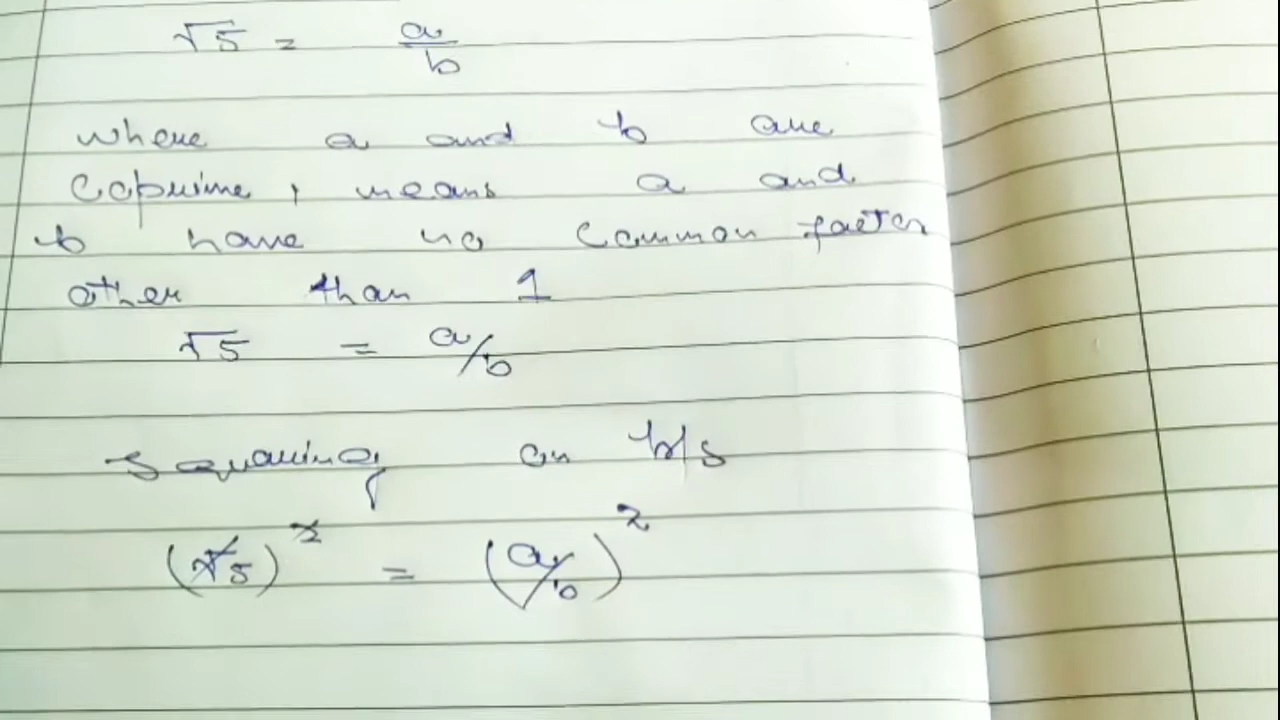 √5 = a/b
where a and b are
Coprime, means a and
b have no common factor
other than 1
√5 = a/b
Squaring on b/s
(√5)² = (a/b)²